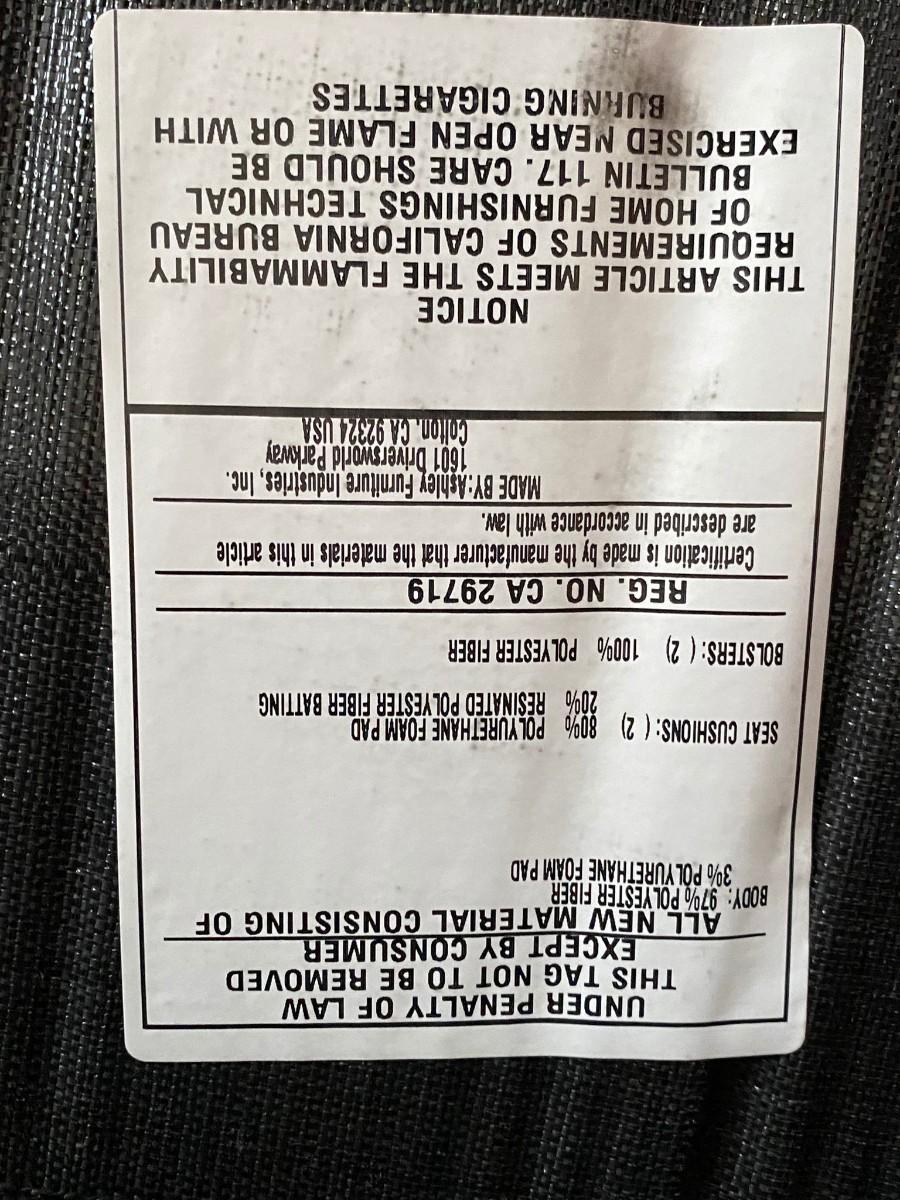 UNDER PENALTY OF LAW
THIS TAG NOT TO BE REMOVED
EXCEPT BY CONSUMER
ALL NEW MATERIAL CONSISTING OF
BODY: 97% POLYESTER FIBER
3% POLYURETHANE FOAM PAD
SEAT CUSHIONS: ( 2) 80% POLYURETHANE FOAM PAD
20% RESINATED POLYESTER FIBER BATTING
BOLSTERS: ( 2) 100% POLYESTER FIBER
REG. NO. CA 29719
Certification is made by the manufacturer that the materials in this article
are described in accordance with law.
MADE BY:Ashley Furniture Industries, Inc.
1601 Driversworld Parkway
Colton, CA 92324 USA
NOTICE
THIS ARTICLE MEETS THE FLAMMABILITY
REQUIREMENTS OF CALIFORNIA BUREAU
OF HOME FURNISHINGS TECHNICAL
BULLETIN 117. CARE SHOULD BE
EXERCISED NEAR OPEN FLAME OR WITH
BURNING CIGARETTES